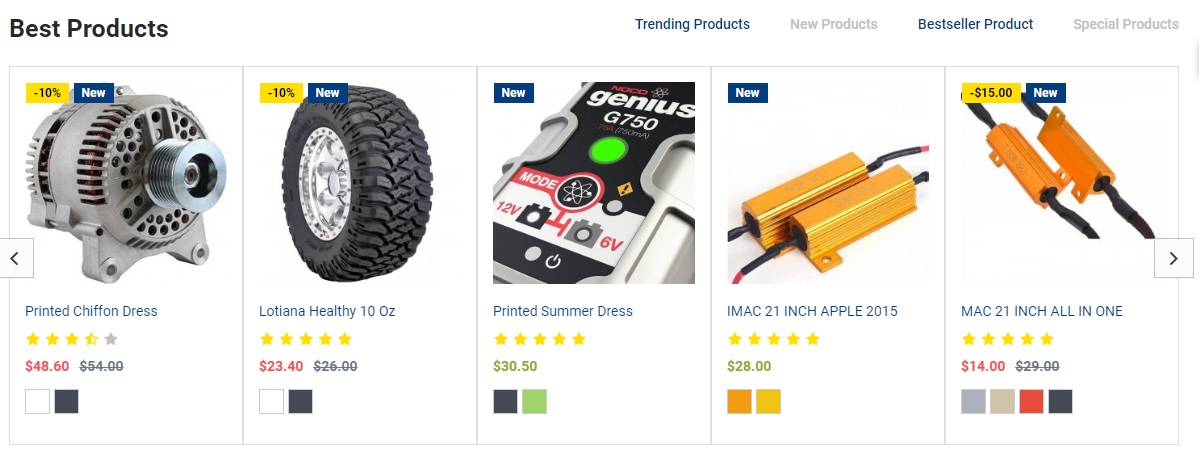 Best Products
Trending Products New Products Bestseller Product Special Products
-10% New
-10% New
New
NOCO
genius
G750
.75A (750mA)
MODE
12V
6V
New
-$15.00 New
Printed Chiffon Dress
$48.60 $54.00
Lotiana Healthy 10 Oz
$23.40 $26.00
Printed Summer Dress
$30.50
IMAC 21 INCH APPLE 2015
$28.00
MAC 21 INCH ALL IN ONE
$14.00 $29.00